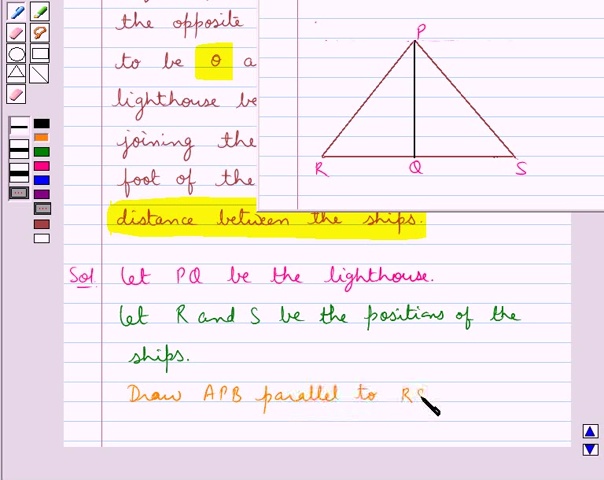 the opposite
to be θ a
lighthouse be
joining the
foot of the
distance between the ships.
P
R
Q
S
Sol. Let PQ be the lighthouse.
Let R and S be the positions of the
ships.
Draw APB parallel to RS